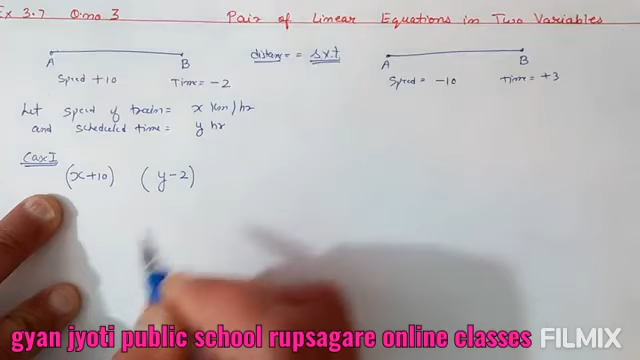 Ex 3.7 Q.no 3 Pair of Linear Equations in Two Variables
A B distance = s x t A B
Speed +10 Time = -2 Speed = -10 Time = +3
Let speed of train = x km/hr
and scheduled time = y hr
Case I
(x+10) (y-2)
gyan jyoti public school rupsagare online classes FILMIX